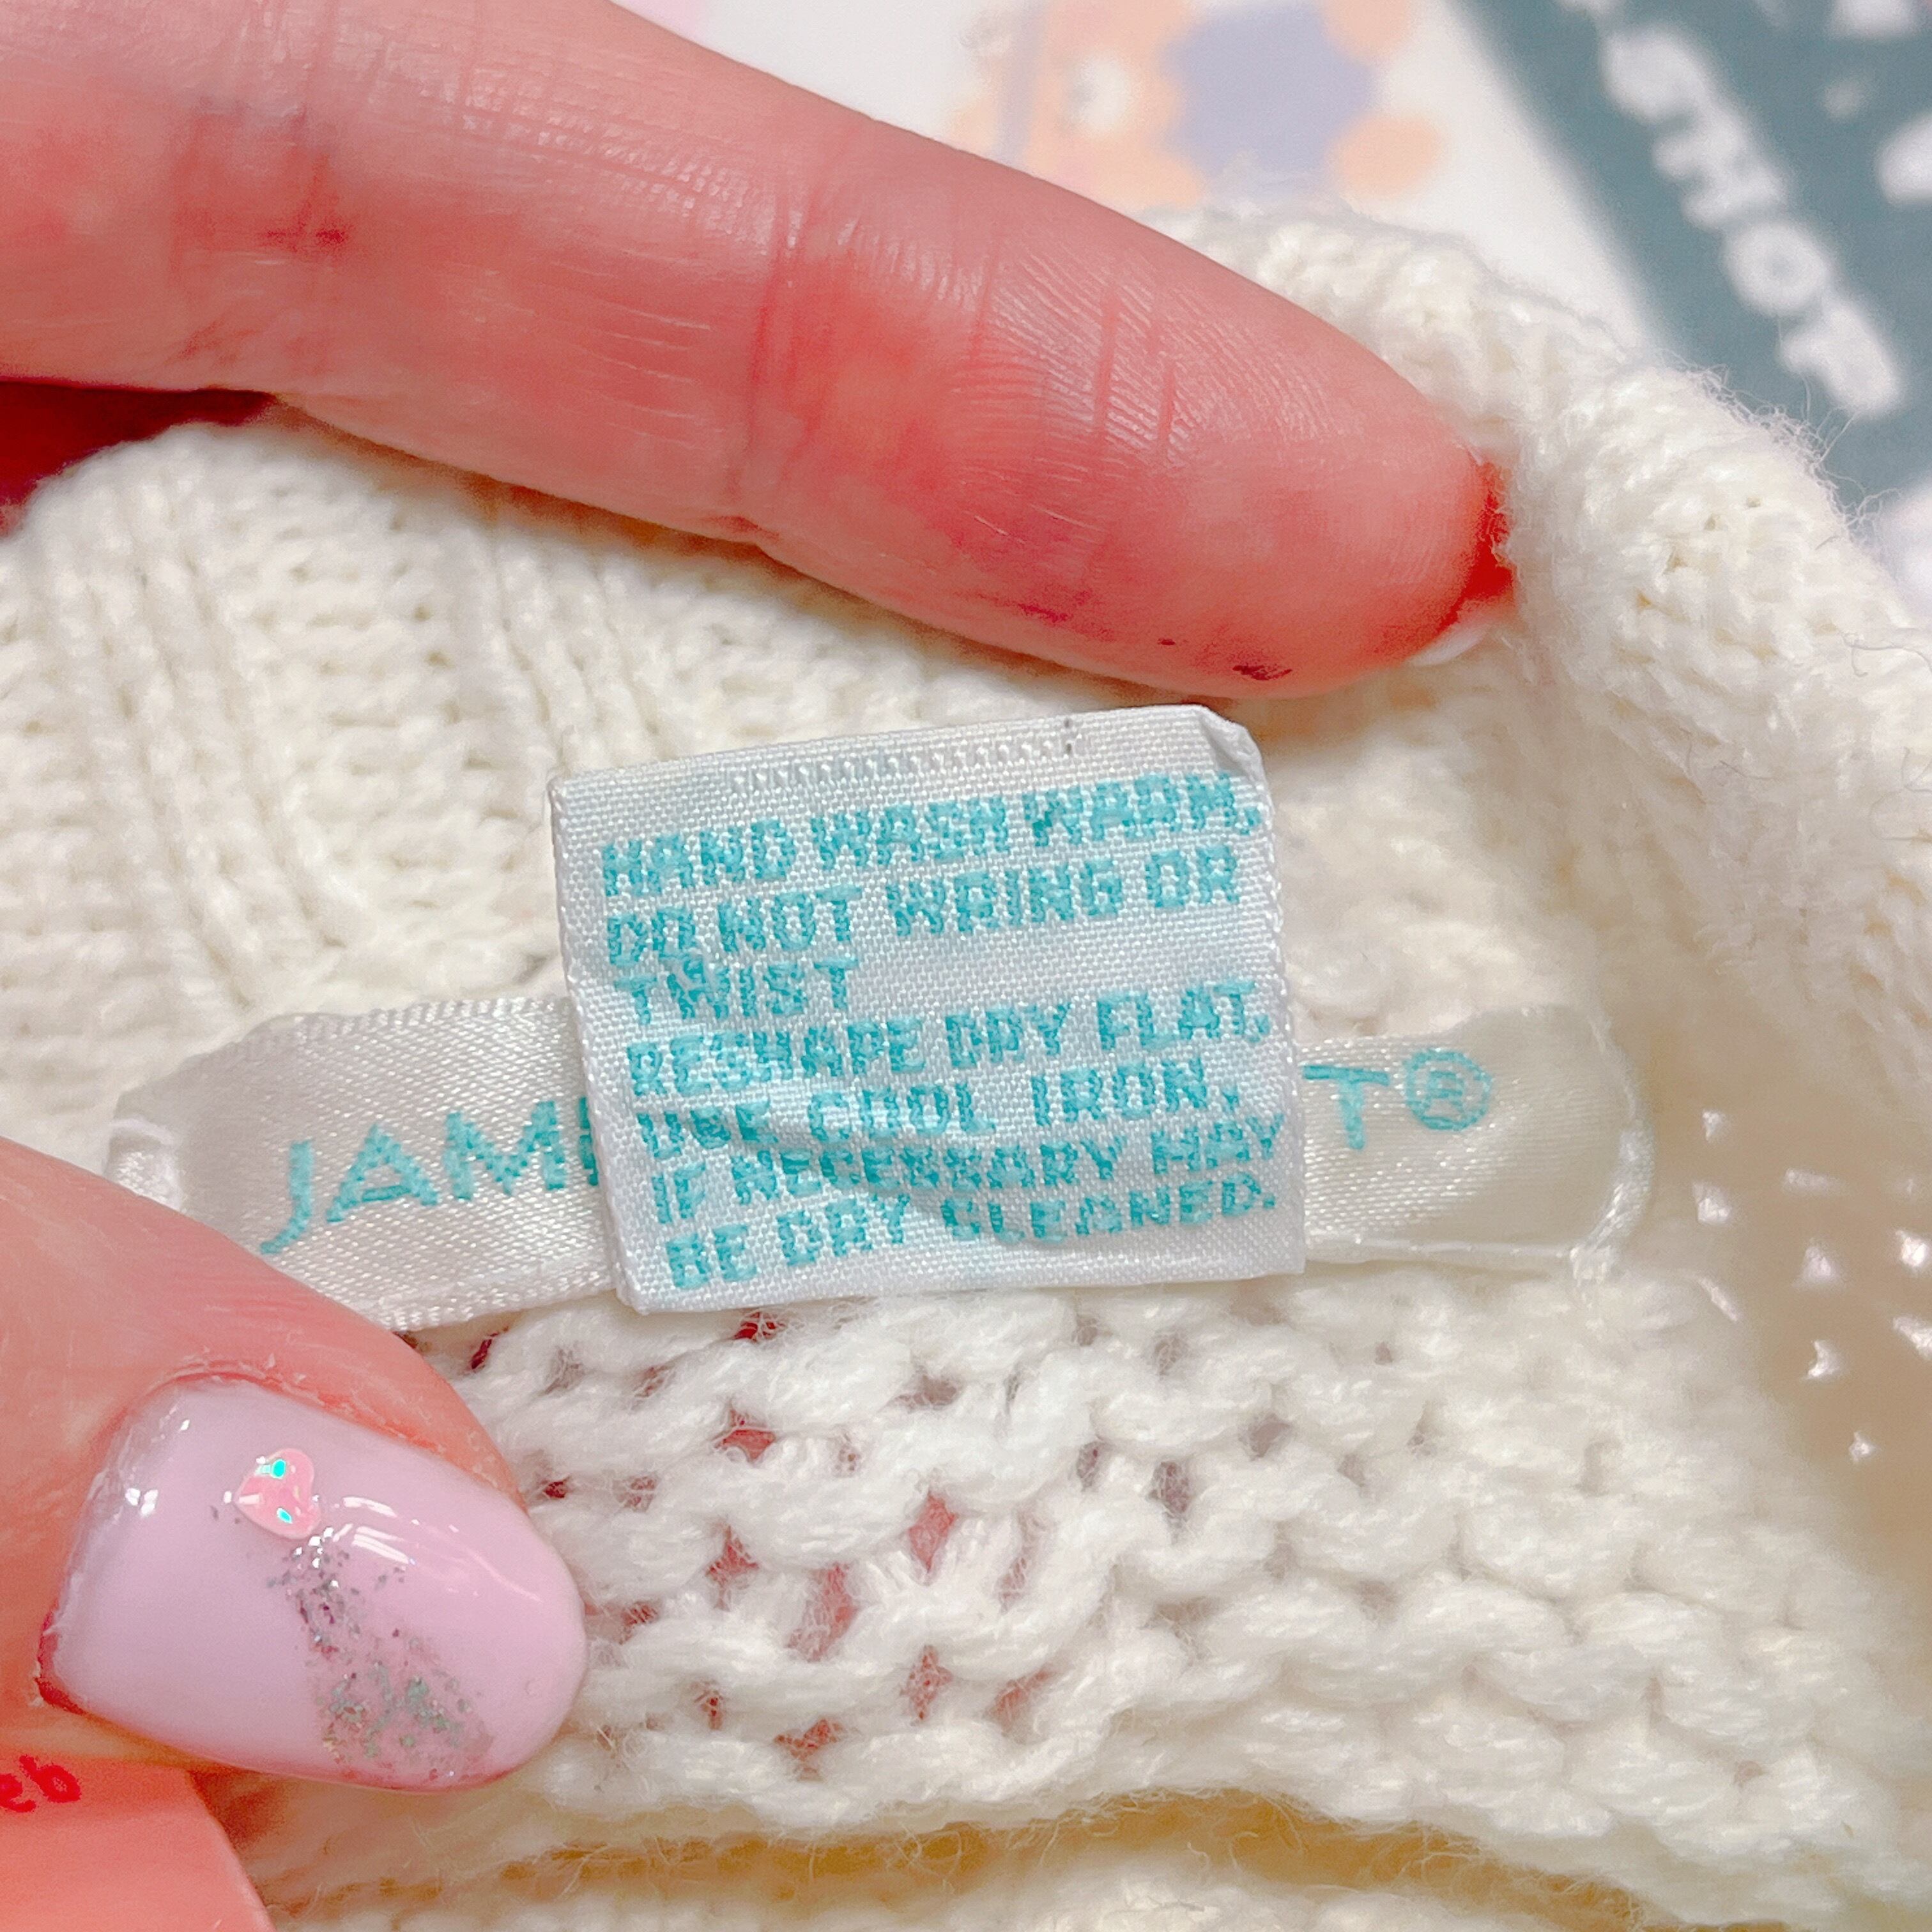 HAND WASH WARM,
DO NOT WRING OR
TWIST
RESHAPE DRY FLAT.
USE COOL IRON,
IF NECESSARY MAY
BE DRY CLEANED.